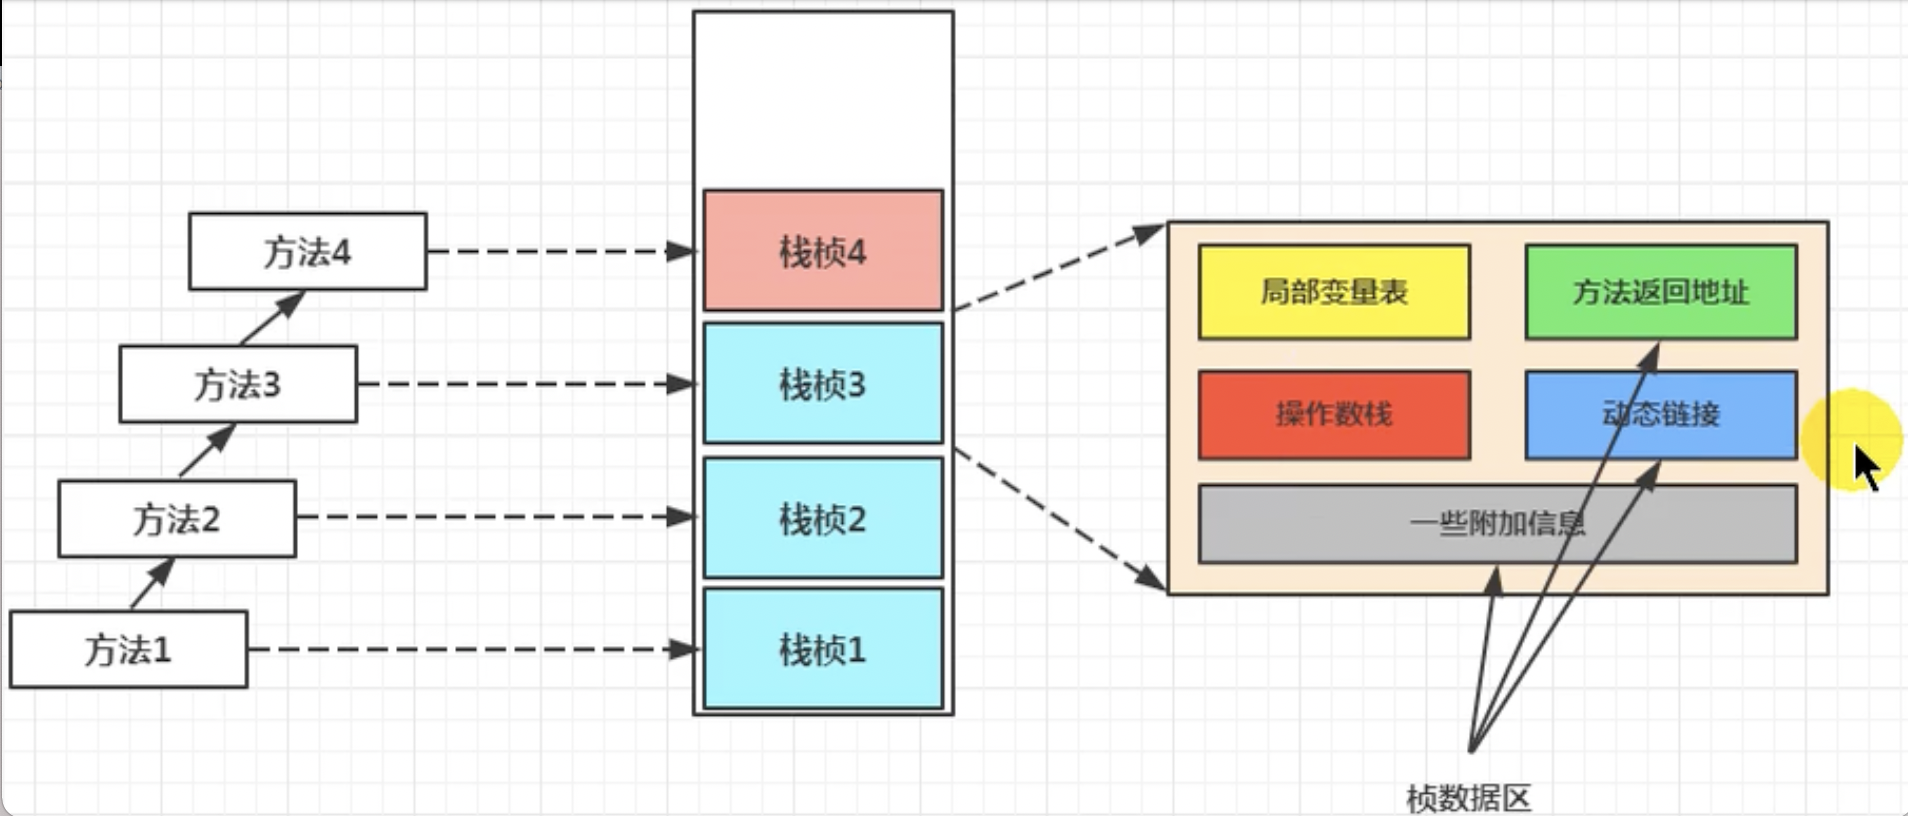 方法4
方法3
方法2
方法1
栈桢4
栈桢3
栈桢2
栈桢1
局部变量表
方法返回地址
操作数栈
动态链接
一些附加信息
桢数据区